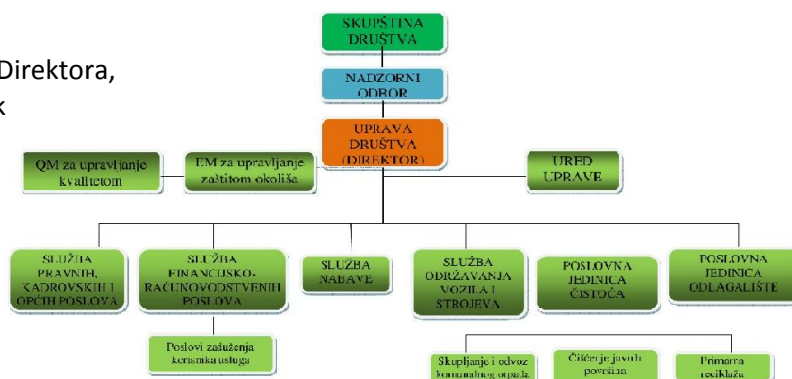 Direktora,
k
SKUPŠTINA
DRUŠTVA
NADZORNI
ODBOR
UPRAVA
DRUŠTVA
(DIREKTOR)
QM za upravljanje
kvalitetom
EM za upravljanje
zaštitom okoliša
URED
UPRAVE
SLUŽBA
PRAVNIH,
KADROVSKIH I
OPĆIH POSLOVA
SLUŽBA
FINANCIJSKO-
RAČUNOVODSTVENIH
POSLOVA
SLUŽBA
NABAVE
SLUŽBA
ODRŽAVANJA
VOZILA I
STROJEVA
POSLOVNA
JEDINICA
ČISTOĆA
POSLOVNA
JEDINICA
ODLAGALIŠTE
Poslovi zaduženja
korisnika usluga
Skupljanje i odvoz
komunalnog otpada
Čišćenje javnih
površina
Primarna
reciklaža